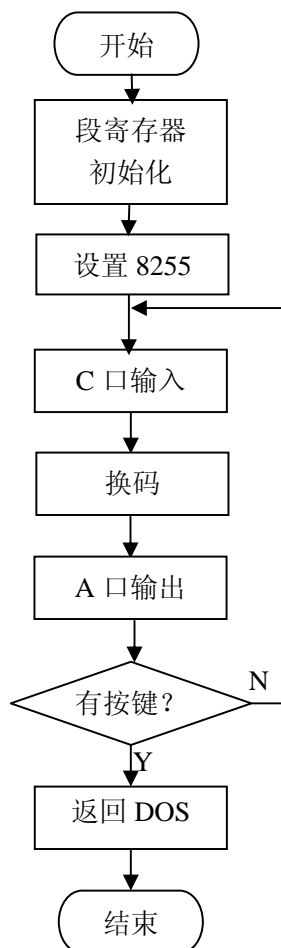 开始
段寄存器
初始化
设置 8255
C 口输入
换码
A 口输出
有按键？
N
Y
返回 DOS
结束